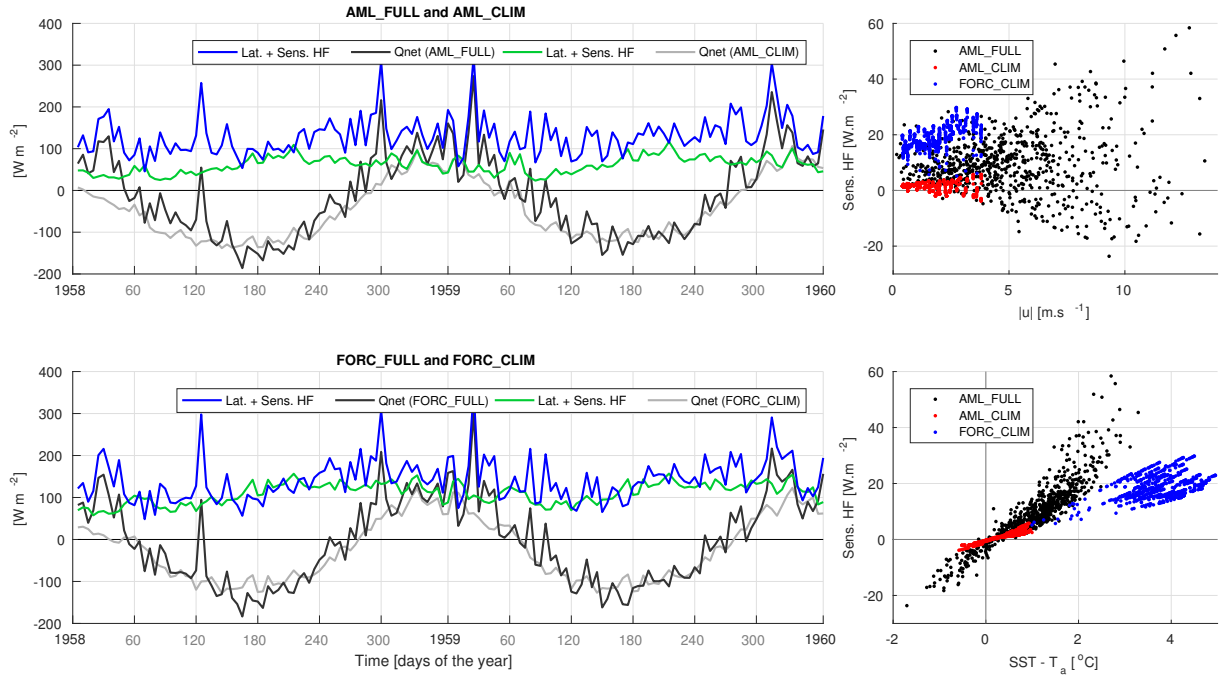 AML_FULL and AML_CLIM
[W m -2]
400
300
200
100
0
-100
-200
Lat. + Sens. HF
Qnet (AML_FULL)
Lat. + Sens. HF
Qnet (AML_CLIM)
1958
60
120
180
240
300
1959
60
120
180
240
300
1960
Sens. HF [W.m -2]
60
40
20
0
-20
AML_FULL
AML_CLIM
FORC_CLIM
0
5
10
|u| [m.s -1]
FORC_FULL and FORC_CLIM
[W m -2]
400
300
200
100
0
-100
-200
Lat. + Sens. HF
Qnet (FORC_FULL)
Lat. + Sens. HF
Qnet (FORC_CLIM)
1958
60
120
180
240
300
1959
60
120
180
240
300
1960
Time [days of the year]
Sens. HF [W.m -2]
60
40
20
0
-20
AML_FULL
AML_CLIM
FORC_CLIM
-2
0
2
4
SST - T a [ o C]